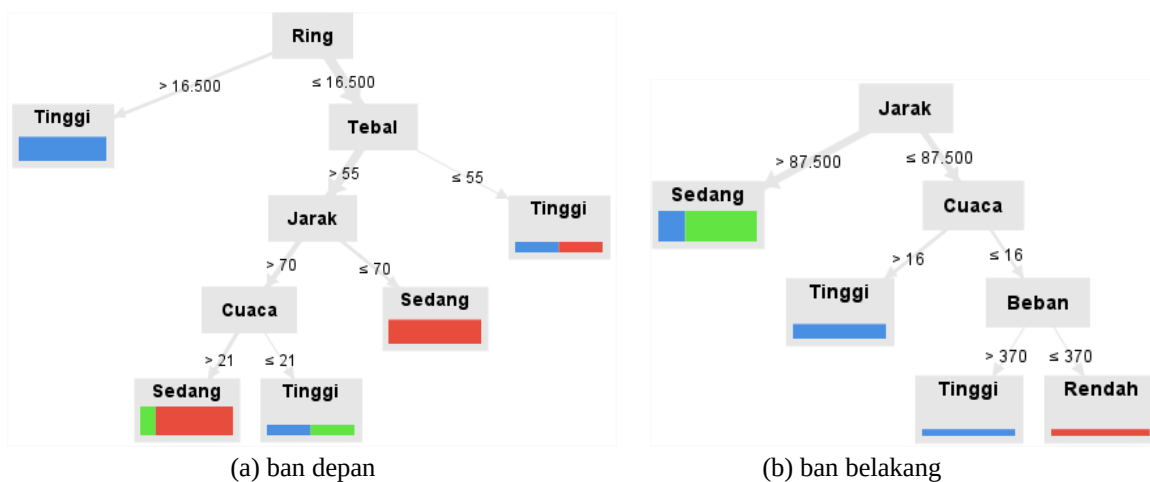 Ring
> 16.500
≤ 16.500
Tinggi
Tebal
> 55
≤ 55
Jarak
Tinggi
> 70
≤ 70
Cuaca
Sedang
> 21
≤ 21
Sedang
Tinggi
(a) ban depan
Jarak
> 87.500
≤ 87.500
Sedang
Cuaca
> 16
≤ 16
Tinggi
Beban
> 370
≤ 370
Tinggi
Rendah
(b) ban belakang